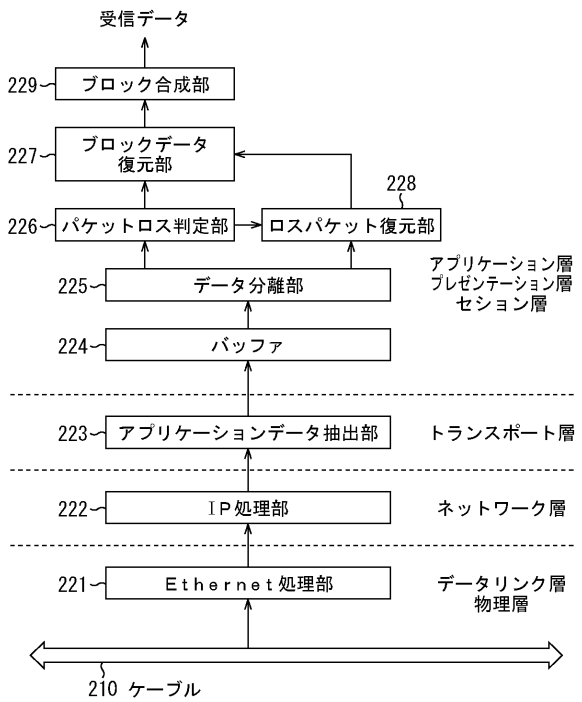 受信データ
229
ブロック合成部
227
ブロックデータ
復元部
228
226
パケットロス判定部
ロスパケット復元部
225
データ分離部
アプリケーション層
プレゼンテーション層
セション層
224
バッファ
223
アプリケーションデータ抽出部
トランスポート層
222
IP処理部
ネットワーク層
221
Ethernet処理部
データリンク層
物理層
210 ケーブル